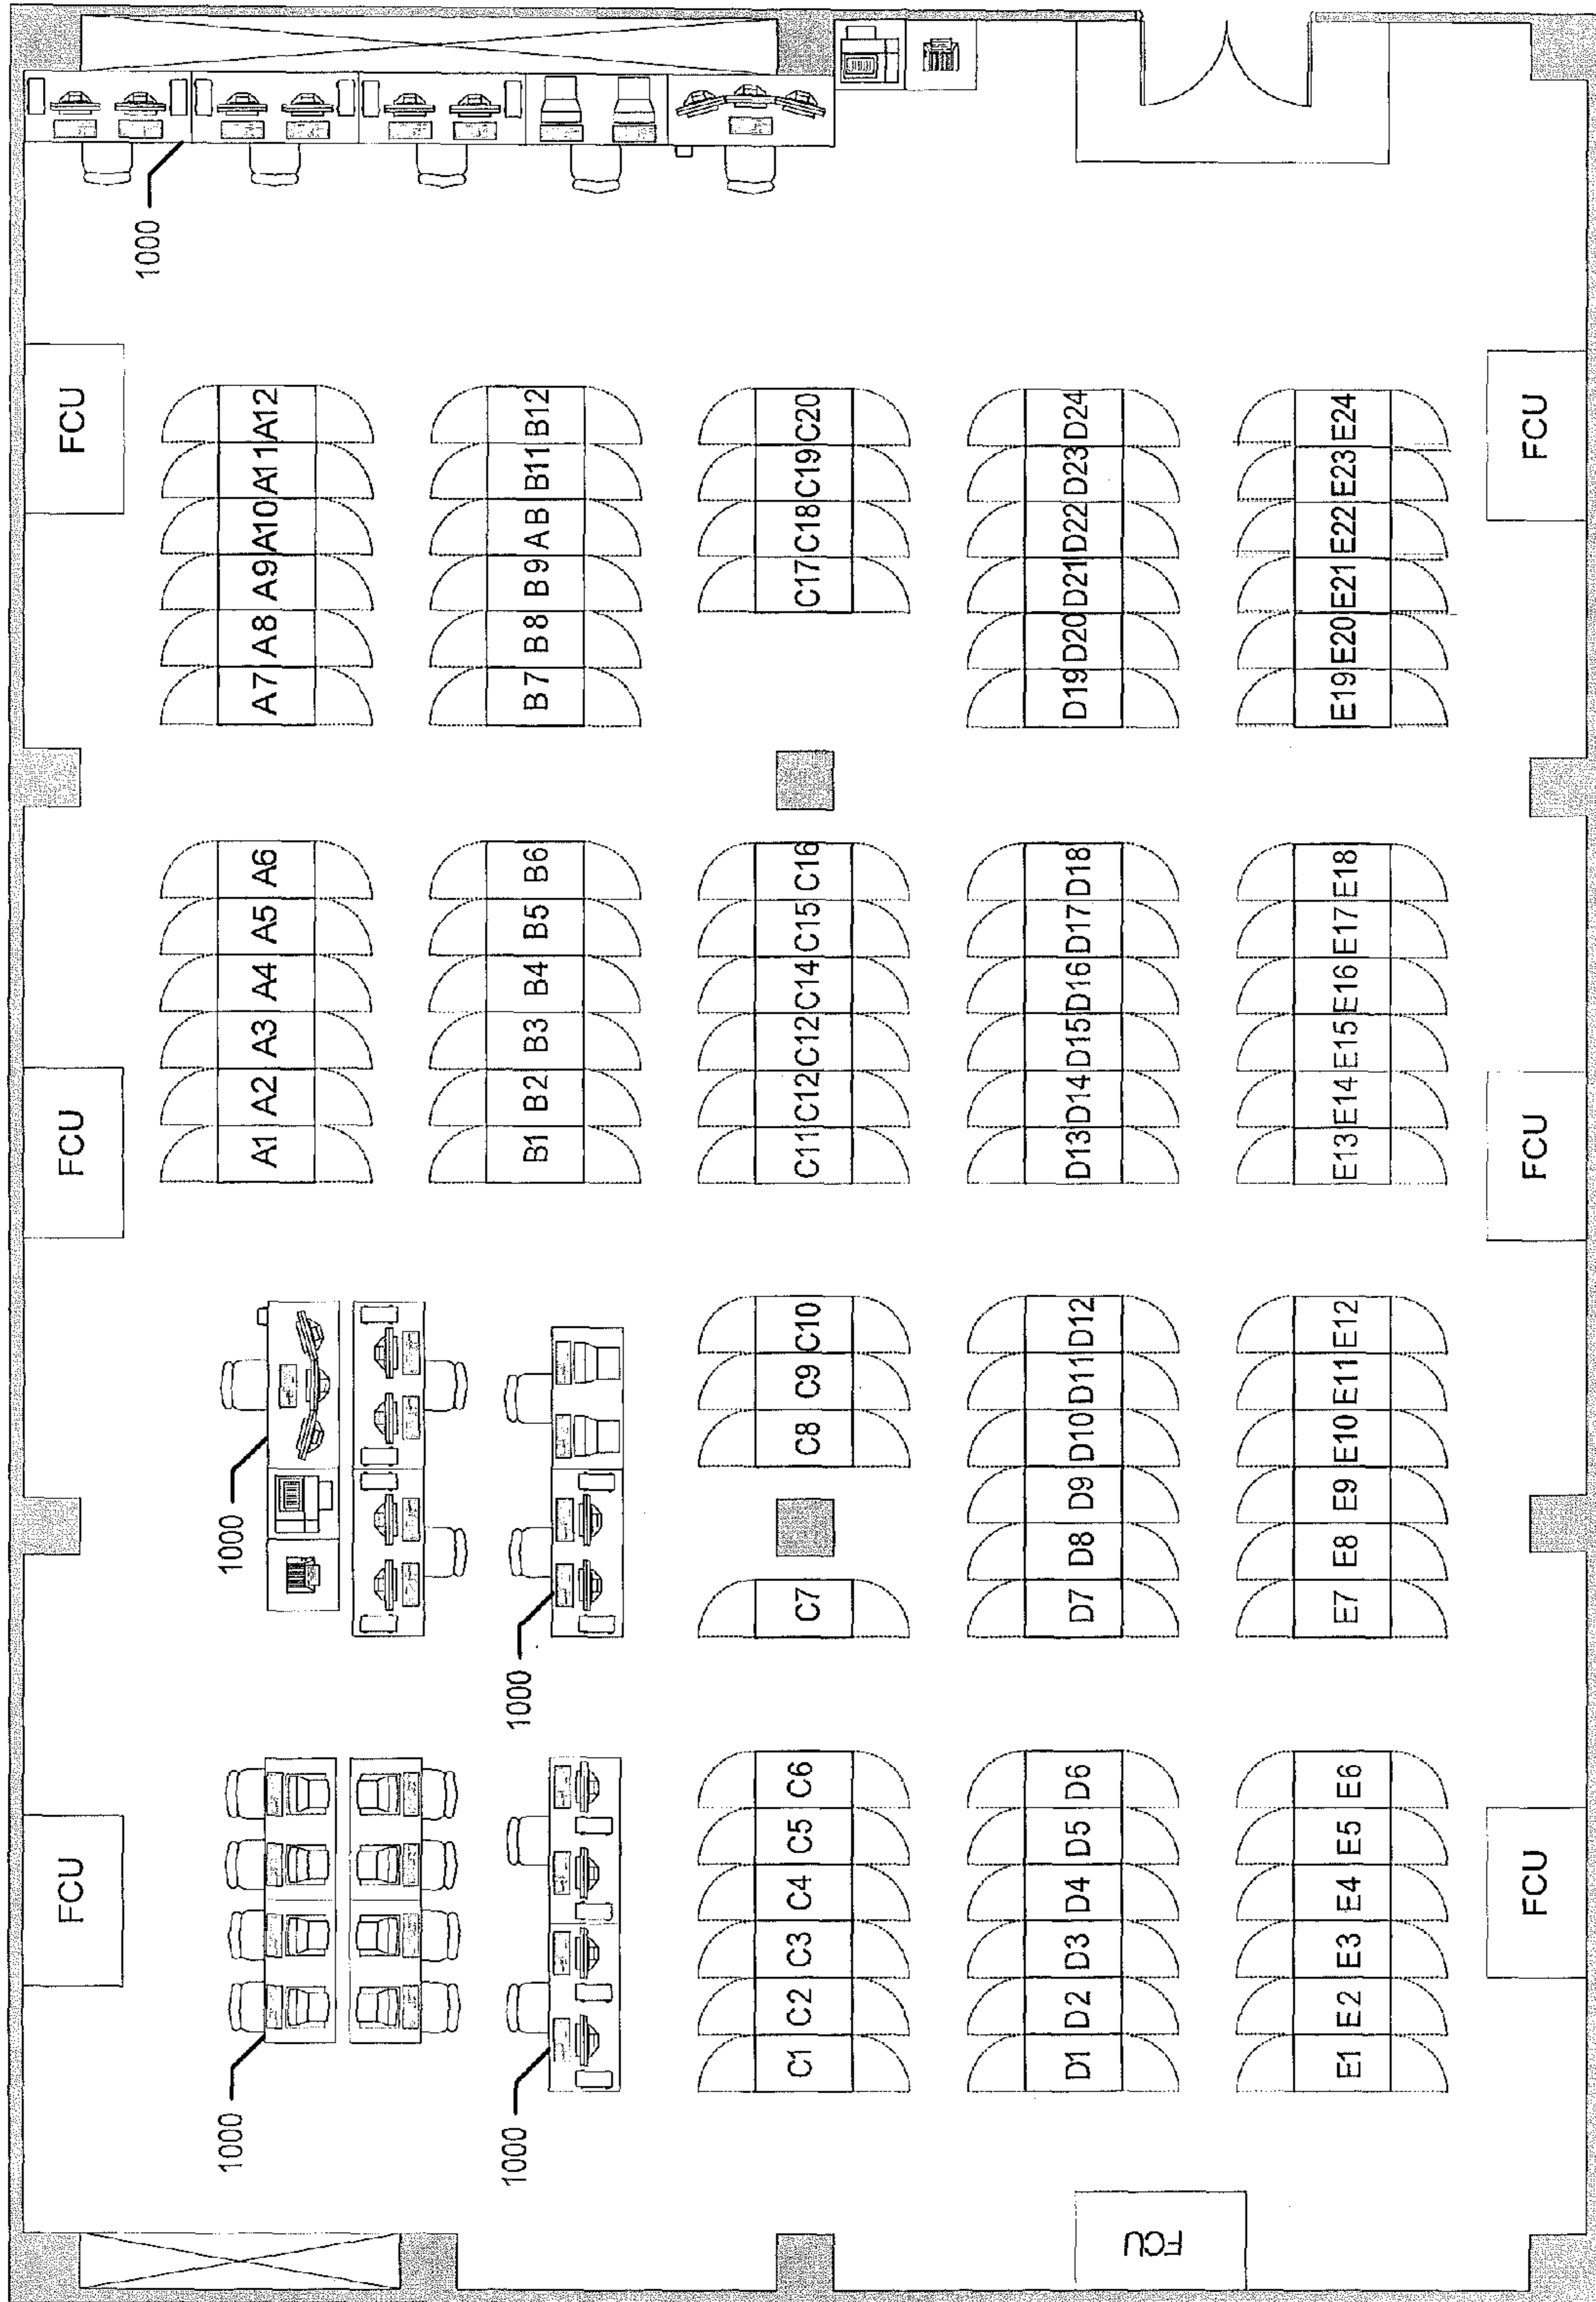 FCU FCU FCU
1000
1000 1000
A1 A2 A3 A4 A5 A6 A7 A8 A9 A10 A11 A12
1000 1000
B1 B2 B3 B4 B5 B6 B7 B8 B9 AB B11 B12
C1 C2 C3 C4 C5 C6 C7 C8 C9 C10 C11 C12 C12 C14 C15 C16 C17 C18 C19 C20
D1 D2 D3 D4 D5 D6 D7 D8 D9 D10 D11 D12 D13 D14 D15 D16 D17 D18 D19 D20 D21 D22 D23 D24
FCU
E1 E2 E3 E4 E5 E6 E7 E8 E9 E10 E11 E12 E13 E14 E15 E16 E17 E18 E19 E20 E21 E22 E23 E24
FCU FCU FCU